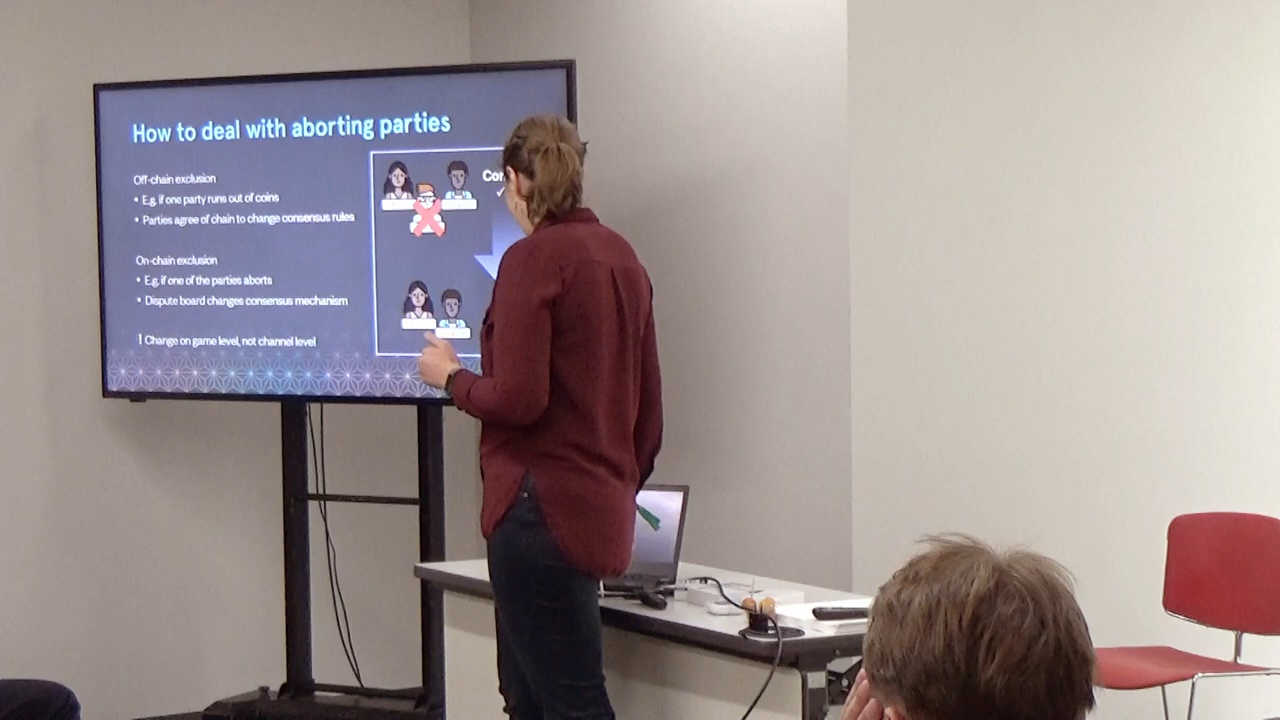 How to deal with aborting parties
Off-chain exclusion
• E.g. if one party runs out of coins
• Parties agree of chain to change consensus rules
On-chain exclusion
• E.g. if one of the parties aborts
• Dispute board changes consensus mechanism
! Change on game level, not channel level